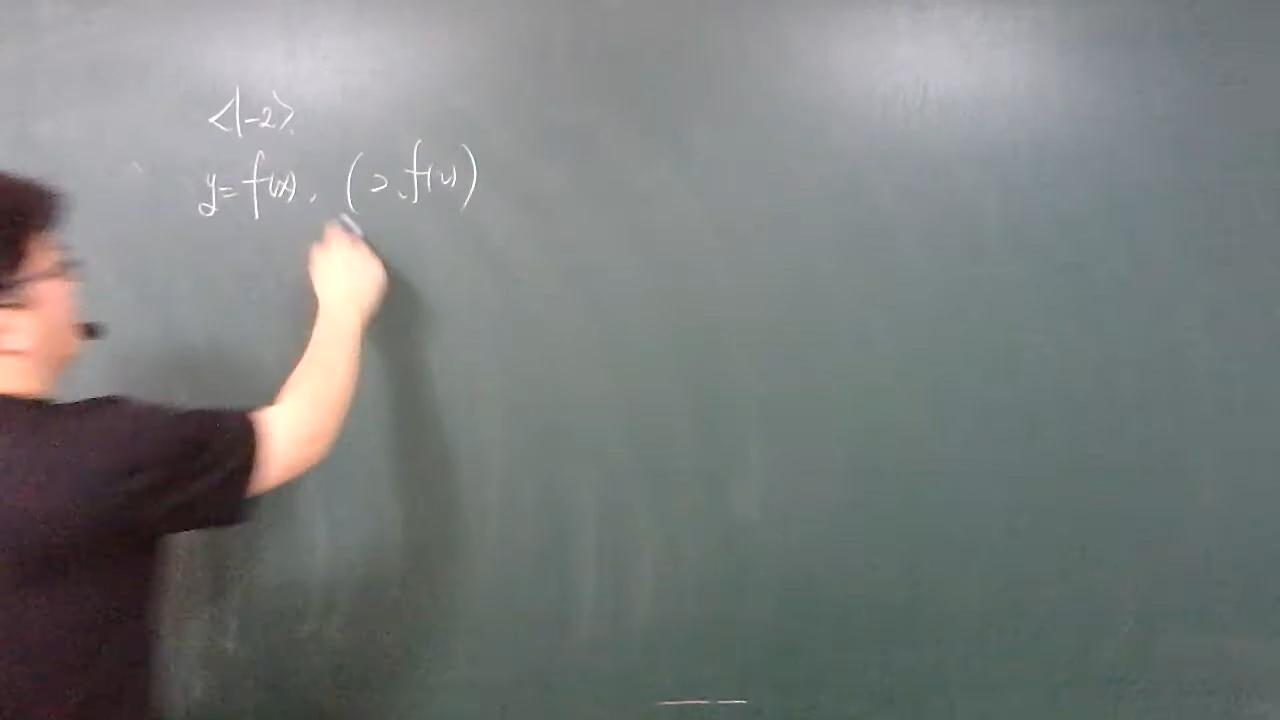 <1-2>.
y=f(x), (2, f(2))